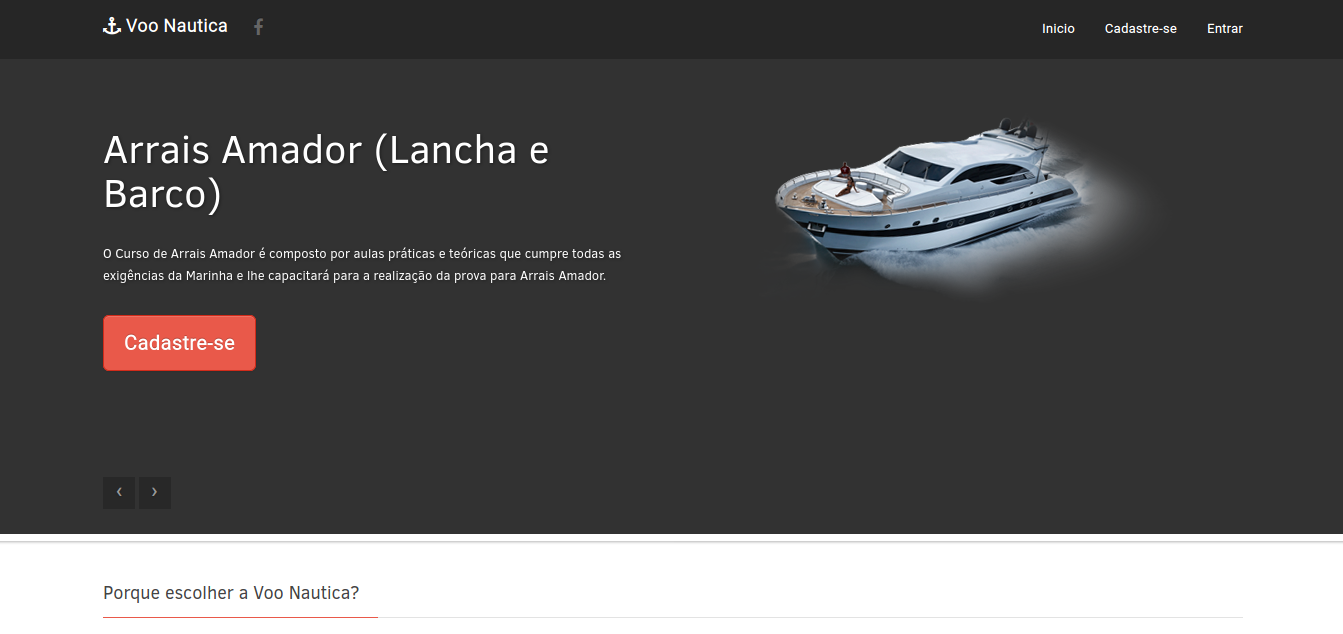 Voo Nautica
Inicio
Cadastre-se
Entrar
Arrais Amador (Lancha e
Barco)
O Curso de Arrais Amador é composto por aulas práticas e teóricas que cumpre todas as
exigências da Marinha e lhe capacitará para a realização da prova para Arrais Amador.
Cadastre-se
Porque escolher a Voo Nautica?